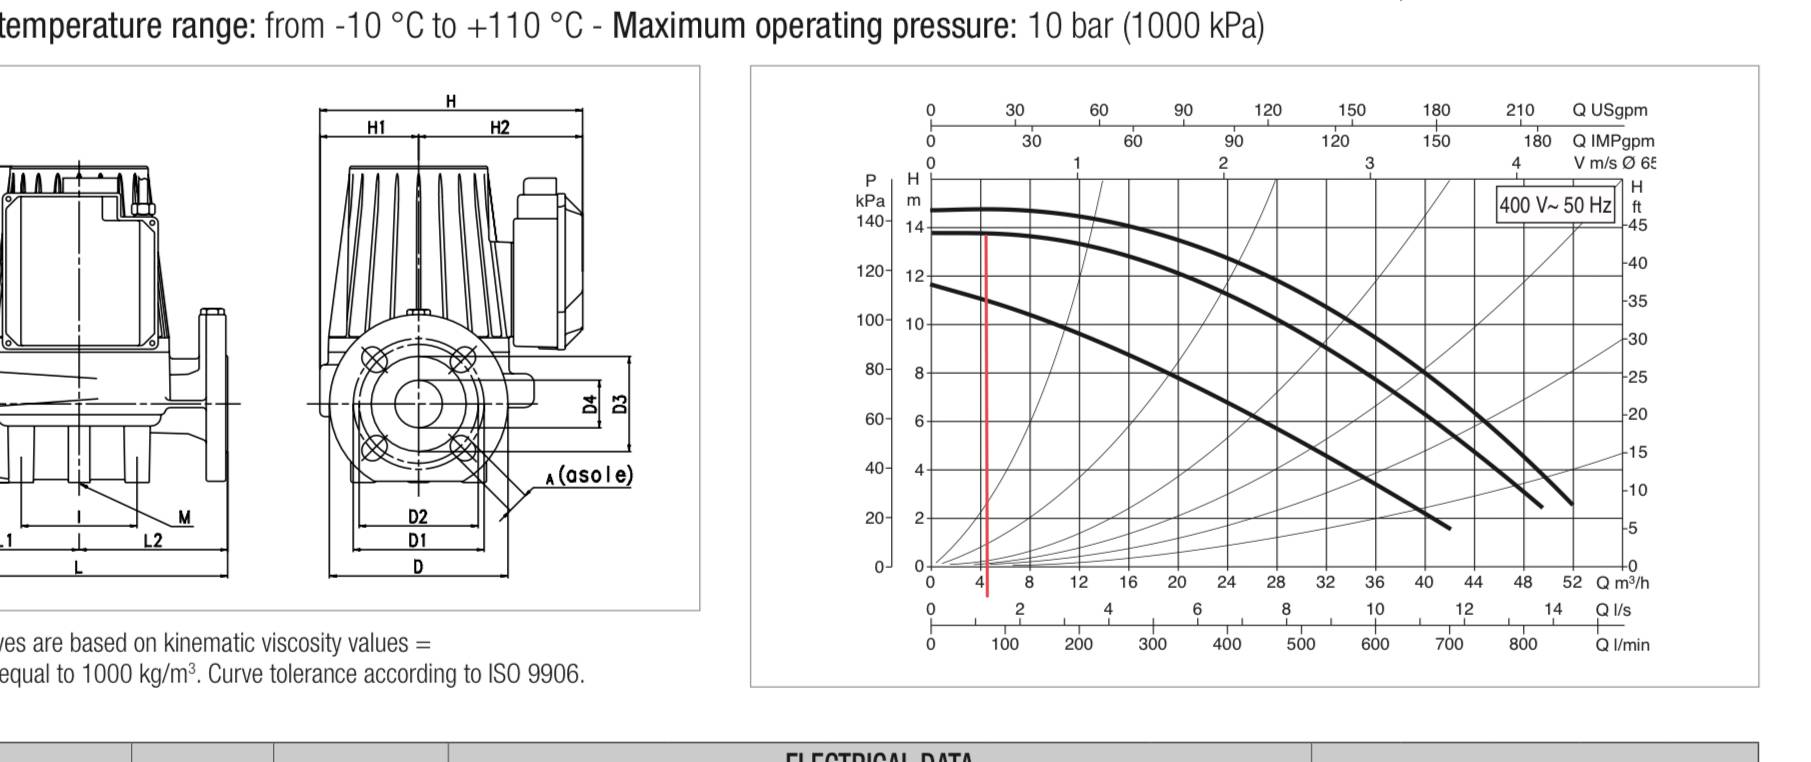 temperature range: from -10 °C to +110 °C - Maximum operating pressure: 10 bar (1000 kPa)
H
H1 H2
D4 D3
A (asole)
D2
D1
D
M
L1 L2
L
0 30 60 90 120 150 180 210 Q USgpm
0 30 60 90 120 150 180 Q IMPgpm
0 1 2 3 4 V m/s Ø 65
P H H
kPa m ft
400 V~ 50 Hz
140 14 45
120 12 40
35
100 10 30
80 8 25
60 6 20
40 4 15
10
20 2 5
0 0 0
0 4 8 12 16 20 24 28 32 36 40 44 48 52 Q m³/h
0 2 4 6 8 10 12 14 Q l/s
0 100 200 300 400 500 600 700 800 Q l/min
are based on kinematic viscosity values =
equal to 1000 kg/m³. Curve tolerance according to ISO 9906.
ELECTRICAL DATA